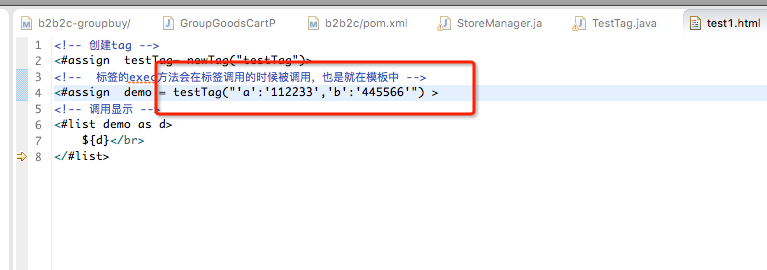 b2b2c-groupbuy/ GroupGoodsCartP b2b2c/pom.xml StoreManager.ja TestTag.java test1.html
1 <!-- 创建tag -->
2 <#assign testTag= newTag("testTag")>
3 <!-- 标签的exec方法会在标签调用的时候被调用，也是就在模板中 -->
4 <#assign demo = testTag("'a':'112233','b':'445566'") >
5 <!-- 调用显示 -->
6 <#list demo as d>
7 ${d}</br>
8 </#list>